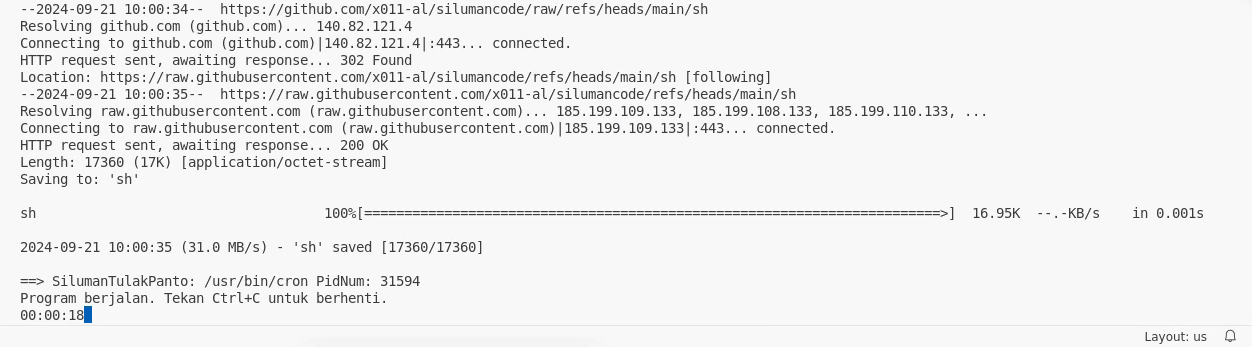 --2024-09-21 10:00:34--  https://github.com/x011-al/silumancode/raw/refs/heads/main/sh
Resolving github.com (github.com)... 140.82.121.4
Connecting to github.com (github.com)|140.82.121.4|:443... connected.
HTTP request sent, awaiting response... 302 Found
Location: https://raw.githubusercontent.com/x011-al/silumancode/refs/heads/main/sh [following]
--2024-09-21 10:00:35--  https://raw.githubusercontent.com/x011-al/silumancode/refs/heads/main/sh
Resolving raw.githubusercontent.com (raw.githubusercontent.com)... 185.199.109.133, 185.199.108.133, 185.199.110.133, ...
Connecting to raw.githubusercontent.com (raw.githubusercontent.com)|185.199.109.133|:443... connected.
HTTP request sent, awaiting response... 200 OK
Length: 17360 (17K) [application/octet-stream]
Saving to: 'sh'
sh                                    100%[========================================================================>]  16.95K  --.-KB/s    in 0.001s
2024-09-21 10:00:35 (31.0 MB/s) - 'sh' saved [17360/17360]
==> SilumanTulakPanto: /usr/bin/cron PidNum: 31594
Program berjalan. Tekan Ctrl+C untuk berhenti.
00:00:18
Layout: us